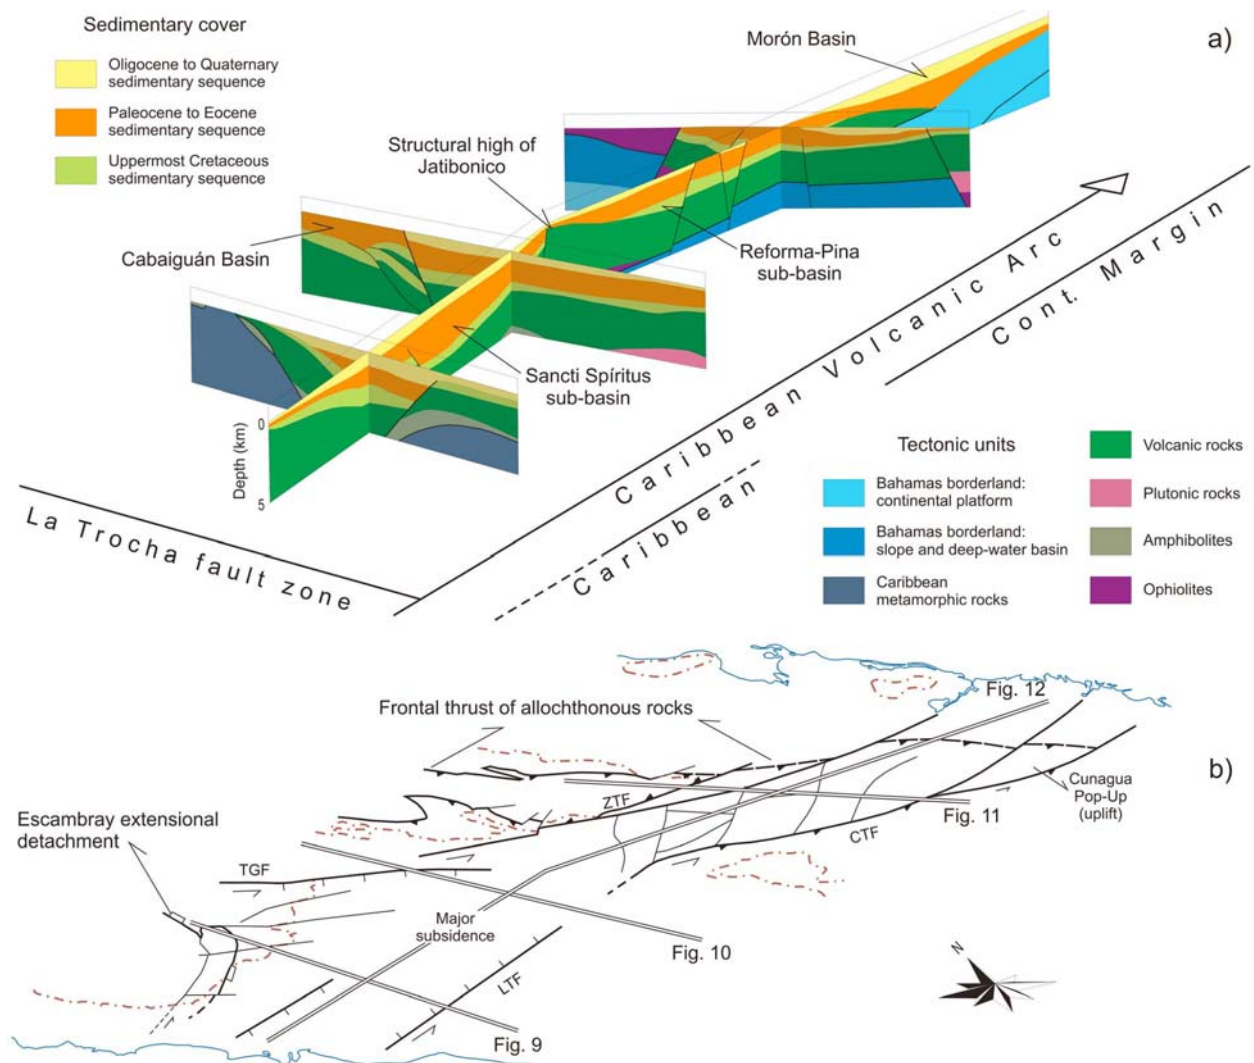 Sedimentary cover
Oligocene to Quaternary
sedimentary sequence
Paleocene to Eocene
sedimentary sequence
Uppermost Cretaceous
sedimentary sequence
Morón Basin
a)
Structural high of
Jatibonico
Cabaiguán Basin
Reforma-Pina
sub-basin
Sancti Spíritus
sub-basin
0
Depth (km)
5
La Trocha fault zone
Caribbean Volcanic Arc
Cont. Margin
Caribbean
Tectonic units
Bahamas borderland:
continental platform
Bahamas borderland:
slope and deep-water basin
Caribbean
metamorphic rocks
Volcanic rocks
Plutonic rocks
Amphibolites
Ophiolites
b)
Frontal thrust of allochthonous rocks
Fig. 12
Cunagua
Pop-Up
(uplift)
ZTF
Fig. 11
CTF
Escambray extensional
detachment
TGF
Major
subsidence
Fig. 10
LTF
Fig. 9
N